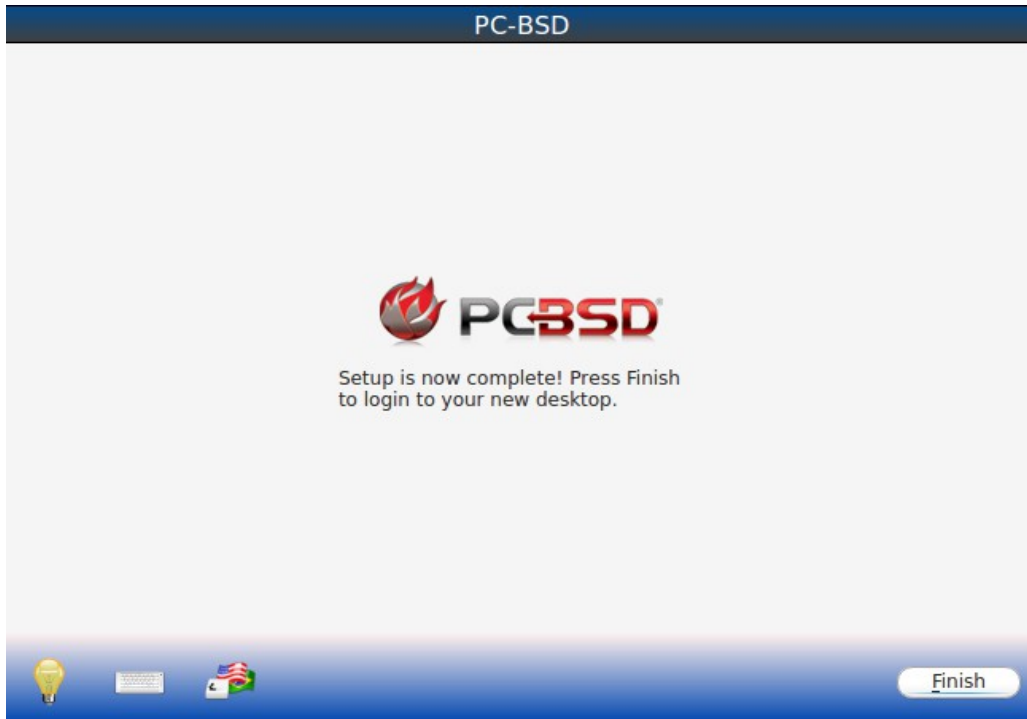 PC-BSD
PCBSD®
Setup is now complete! Press Finish
to login to your new desktop.
Finish